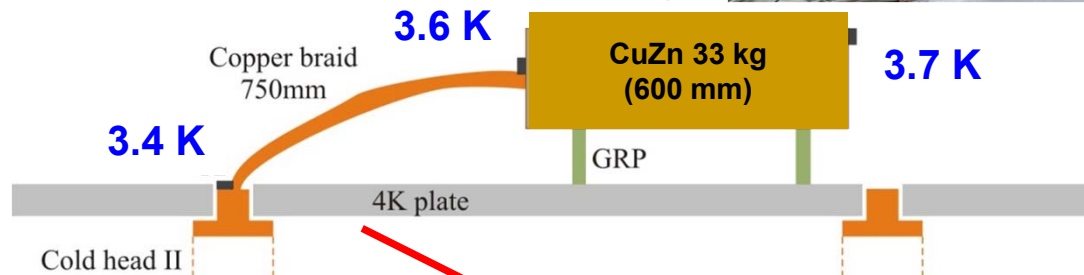 3.6 K
Copper braid
750mm
CuZn 33 kg
(600 mm)
3.7 K
3.4 K
GRP
4K plate
Cold head II